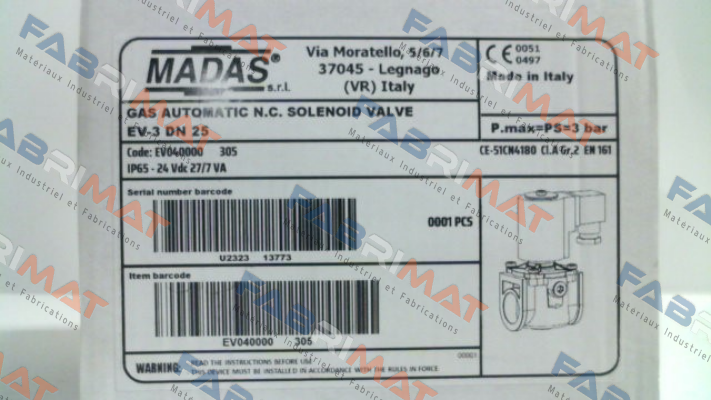 MADAS
s.r.l.
Via Moratello, 5/6/7
37045 - Legnago
(VR) Italy
CE 0051
0497
Made in Italy
GAS AUTOMATIC N.C. SOLENOID VALVE
EV-3 DN 25
P.max=PS=3 bar
Code: EV040000 305
IP65 - 24 Vdc 27/7 VA
CE-51CN4180 Cl.A Gr.2 EN 161
Serial number barcode
0001 PCS
U2323 13773
Item barcode
EV040000 305
00001
WARNING: READ THE INSTRUCTIONS BEFORE USE
DEVICE MUST BE INSTALLED IN ACCORDANCE WITH THE RULES IN FORCE
FABRIMAT
Materiaux Industriel et Fabrications